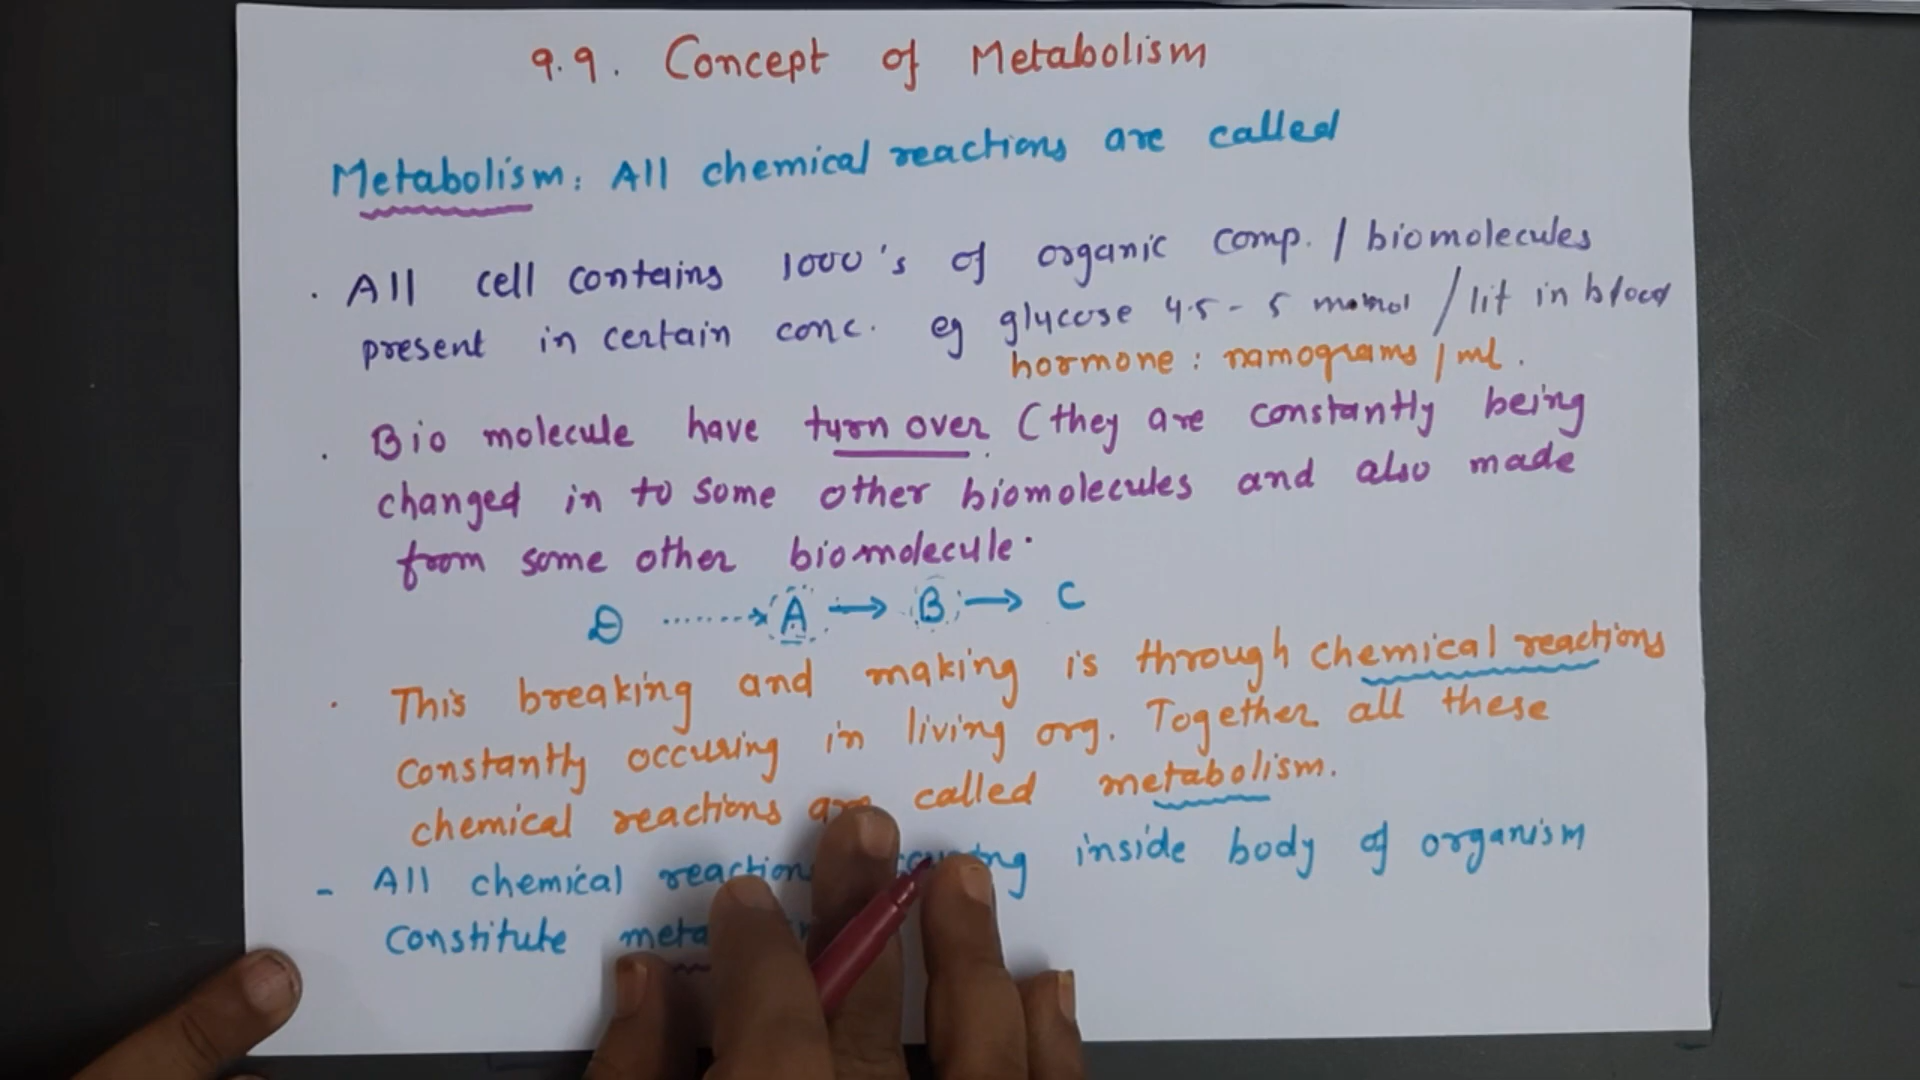 9.9. Concept of Metabolism
Metabolism: All chemical reactions are called
. All cell contains 1000's of organic comp. / biomolecules
present in certain conc. eg glucose 4.5 - 5 mmol / lit in blood
hormone : namograms / ml.
. Bio molecule have turn over (they are constantly being
changed in to some other biomolecules and also made
from some other biomolecule.
D ......> A → B → C
. This breaking and making is through chemical reactions
constantly occuring in living org. Together all these
chemical reactions are called metabolism.
- All chemical reaction inside body of organism
constitute